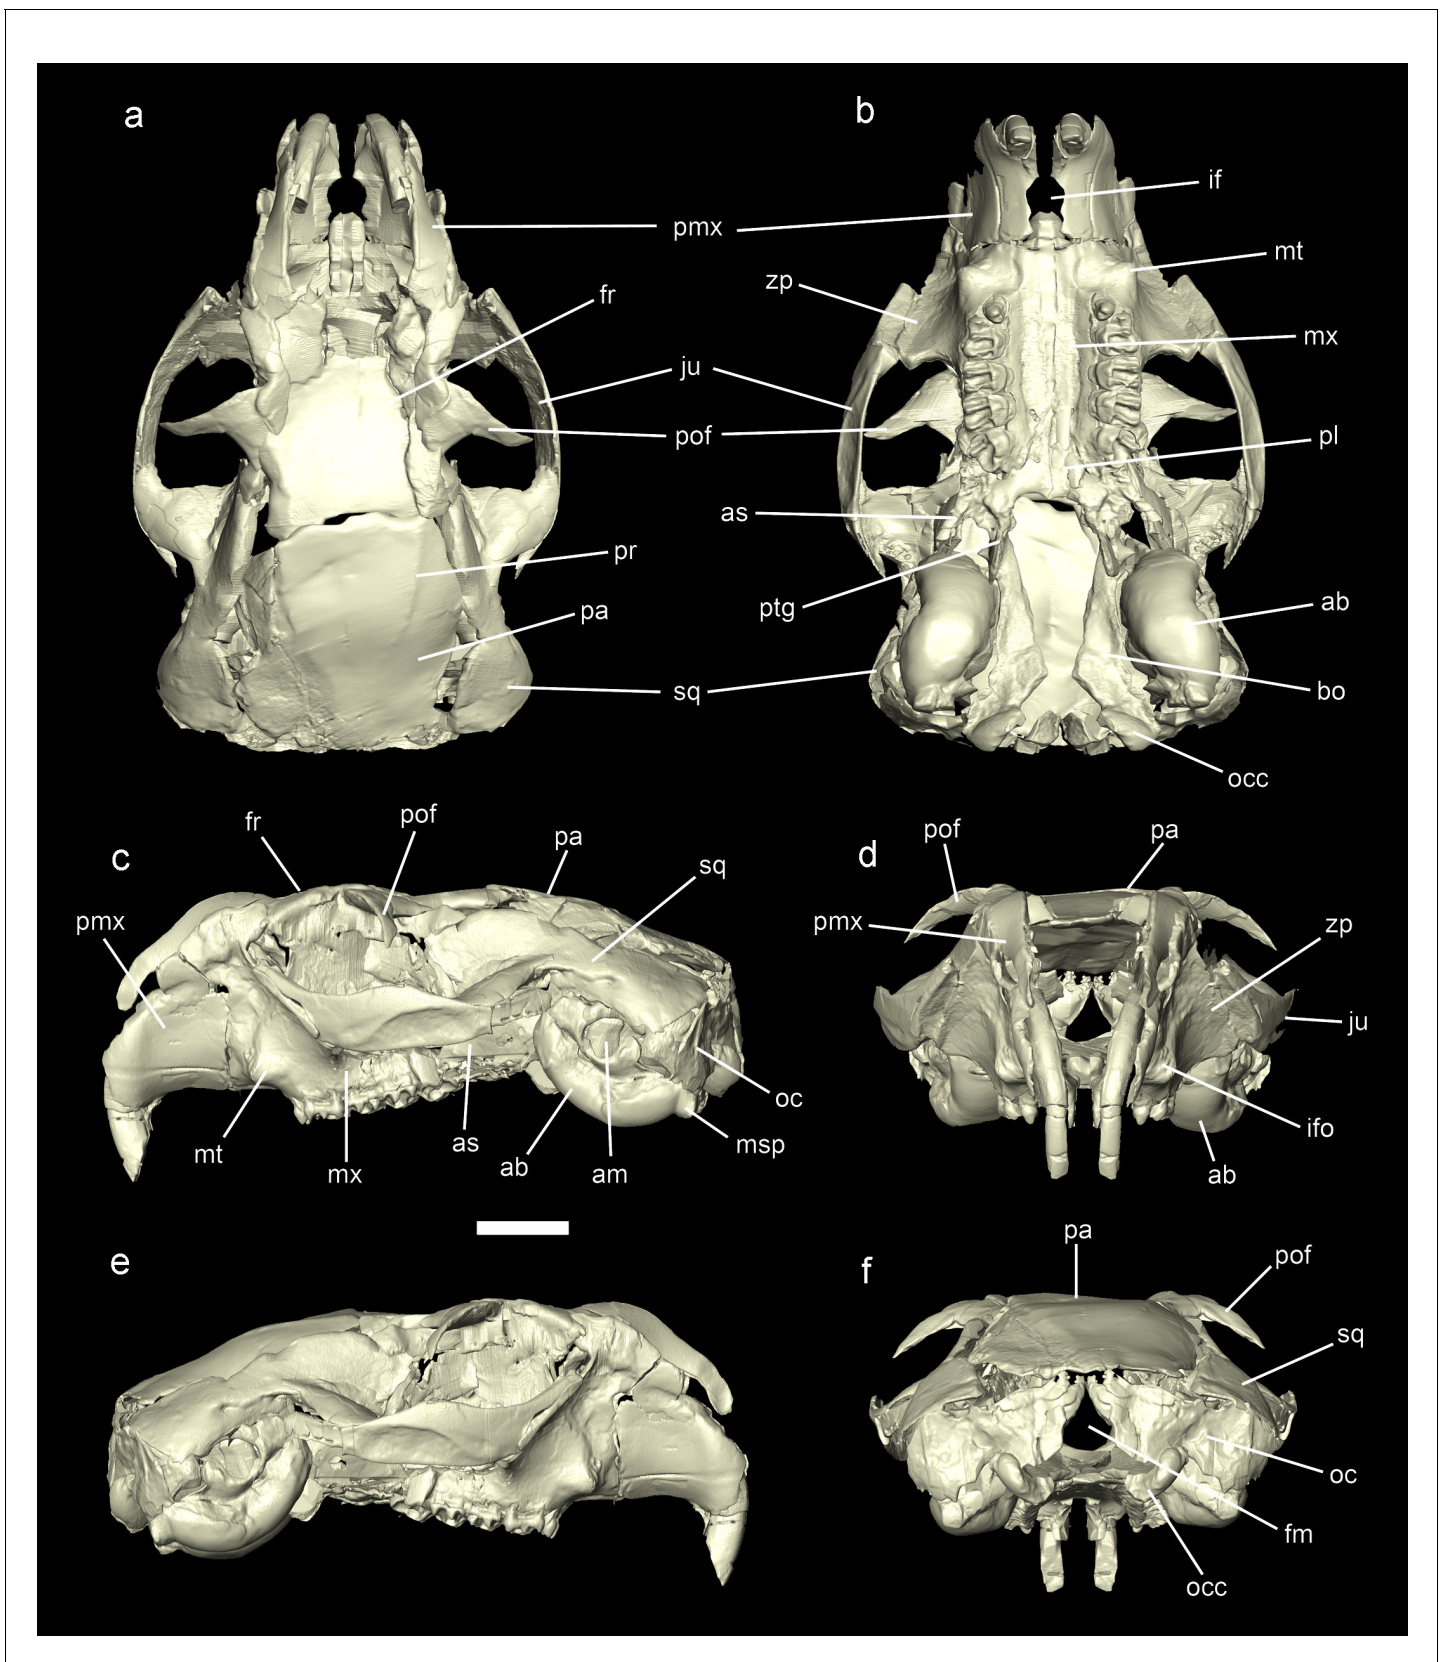 a
b
if
pmx
mt
zp
fr
mx
ju
pof
pl
as
pr
ptg
pa
ab
sq
bo
occ
c
fr
pof
pa
sq
pmx
mt
mx
as
ab
am
msp
oc
d
pof
pa
pmx
zp
ju
ifo
ab
e
f
pa
pof
sq
oc
fm
occ